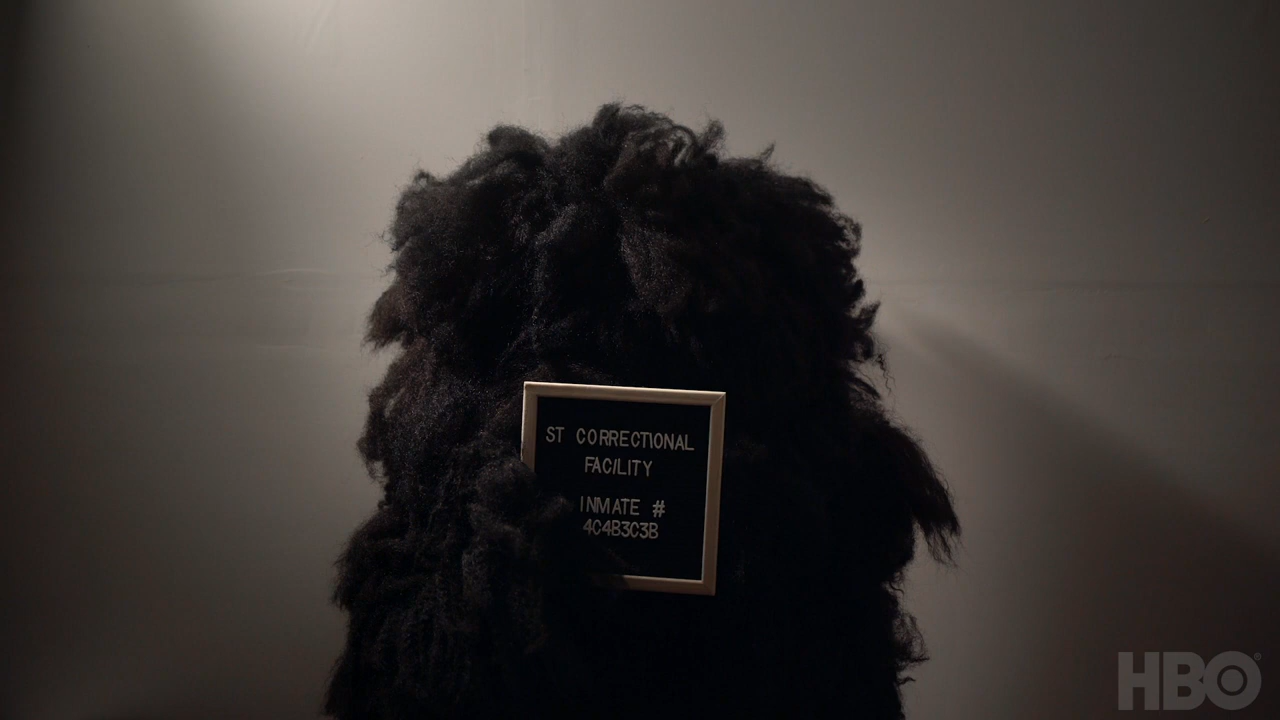 ST CORRECTIONAL
FACILITY
INMATE #
4C4B3C3B
HBO